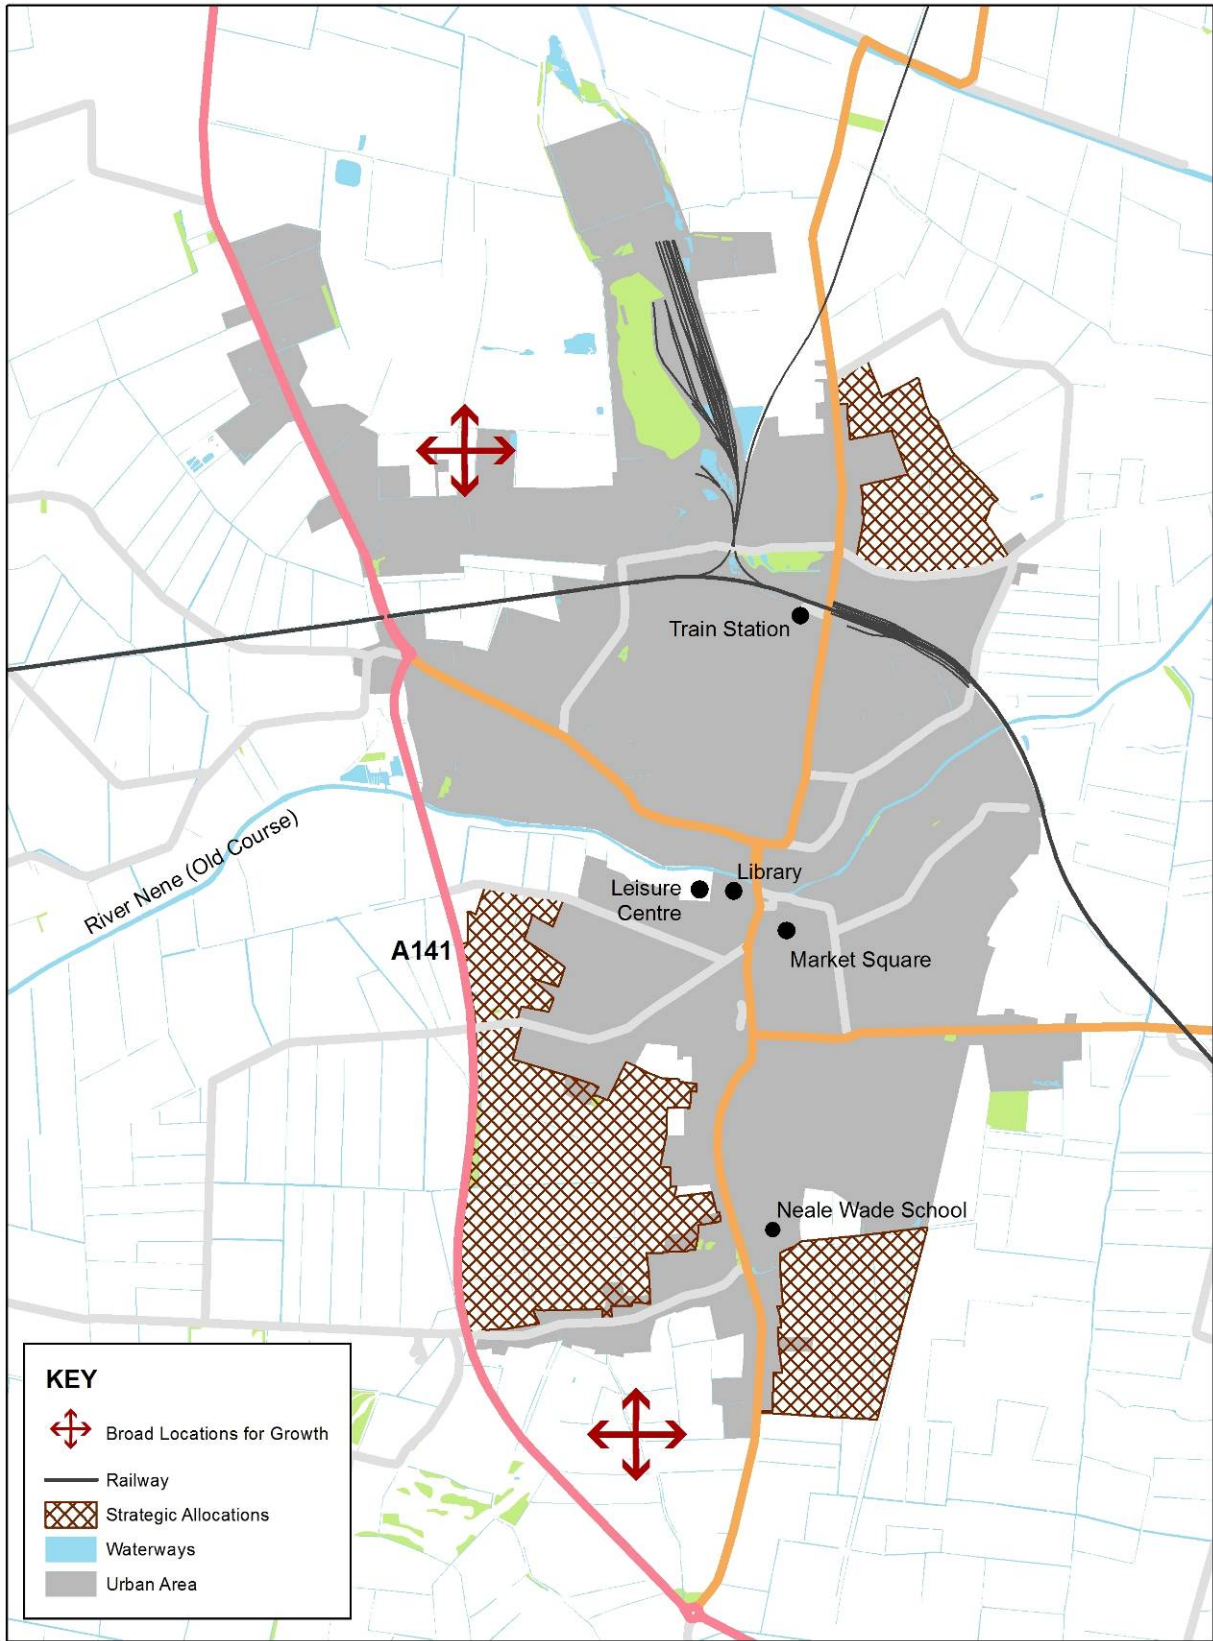 Train Station
River Nene (Old Course)
Library
Leisure
Centre
A141
Market Square
Neale Wade School
KEY
Broad Locations for Growth
Railway
Strategic Allocations
Waterways
Urban Area